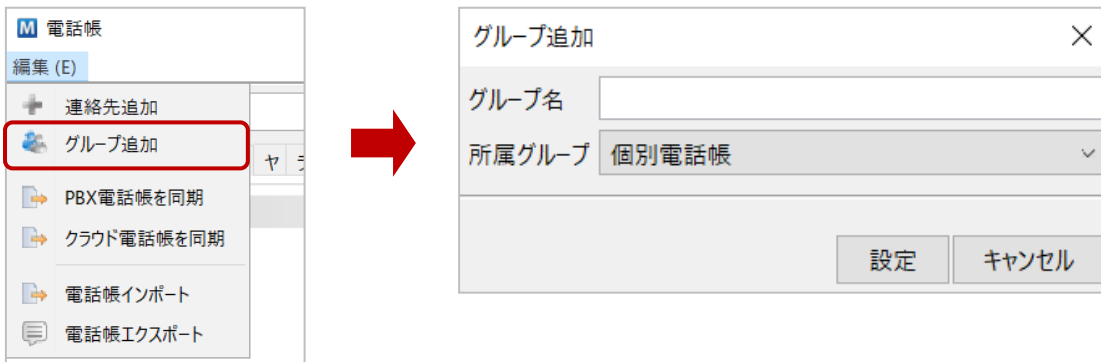 M 電話帳
編集 (E)
連絡先追加
グループ追加
ヤ
PBX電話帳を同期
クラウド電話帳を同期
電話帳インポート
電話帳エクスポート
グループ追加
グループ名
所属グループ 個別電話帳
設定 キャンセル